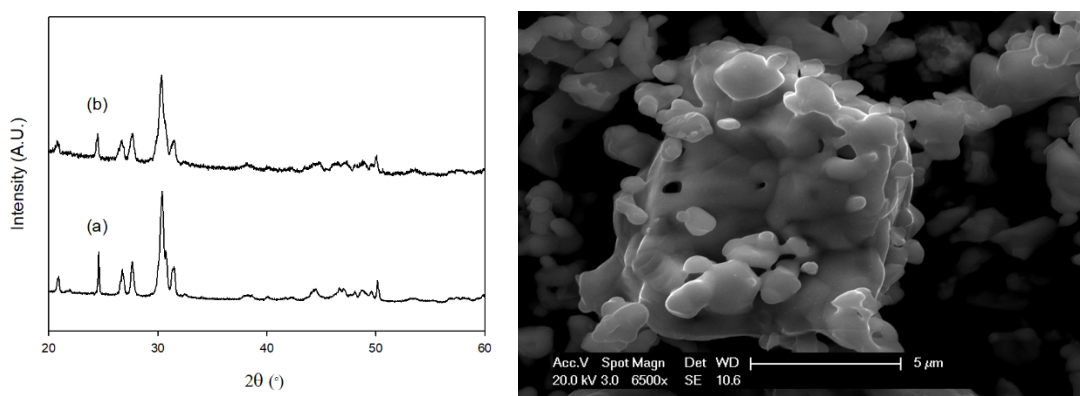 Intensity (A.U.)
(b)
(a)
20 30 40 50 60
2θ (°)
Acc.V Spot Magn Det WD 5 µm
20.0 kV 3.0 6500x SE 10.6